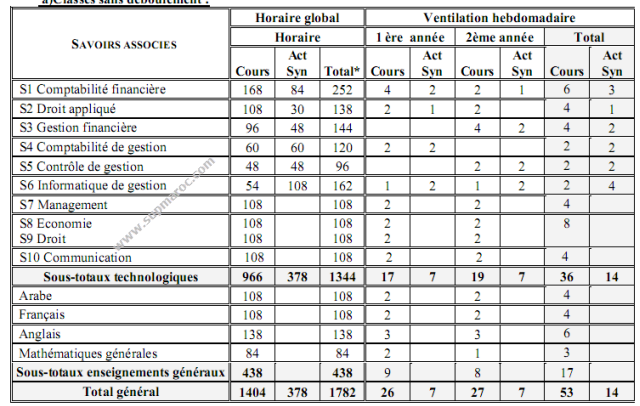 a)Classes sans dédoublement :
Horaire global Ventilation hebdomadaire
SAVOIRS ASSOCIES Horaire 1 ère année 2ème année Total
Cours Act Syn Total* Cours Act Syn Cours Act Syn Cours Act Syn
S1 Comptabilité financière 168 84 252 4 2 2 1 6 3
S2 Droit appliqué 108 30 138 2 1 2 4 1
S3 Gestion financière 96 48 144 4 2 4 2
S4 Comptabilité de gestion 60 60 120 2 2 2 2
S5 Contrôle de gestion 48 48 96 2 2 2 2
S6 Informatique de gestion 54 108 162 1 2 1 2 2 4
S7 Management 108 108 2 2 4
S8 Economie 108 108 2 2 8
S9 Droit 108 108 2 2
S10 Communication 108 108 2 2 4
Sous-totaux technologiques 966 378 1344 17 7 19 7 36 14
Arabe 108 108 2 2 4
Français 108 108 2 2 4
Anglais 138 138 3 3 6
Mathématiques générales 84 84 2 1 3
Sous-totaux enseignements généraux 438 438 9 8 17
Total général 1404 378 1782 26 7 27 7 53 14